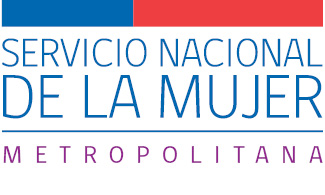 SERVICIO NACIONAL
DE LA MUJER
METROPOLITANA